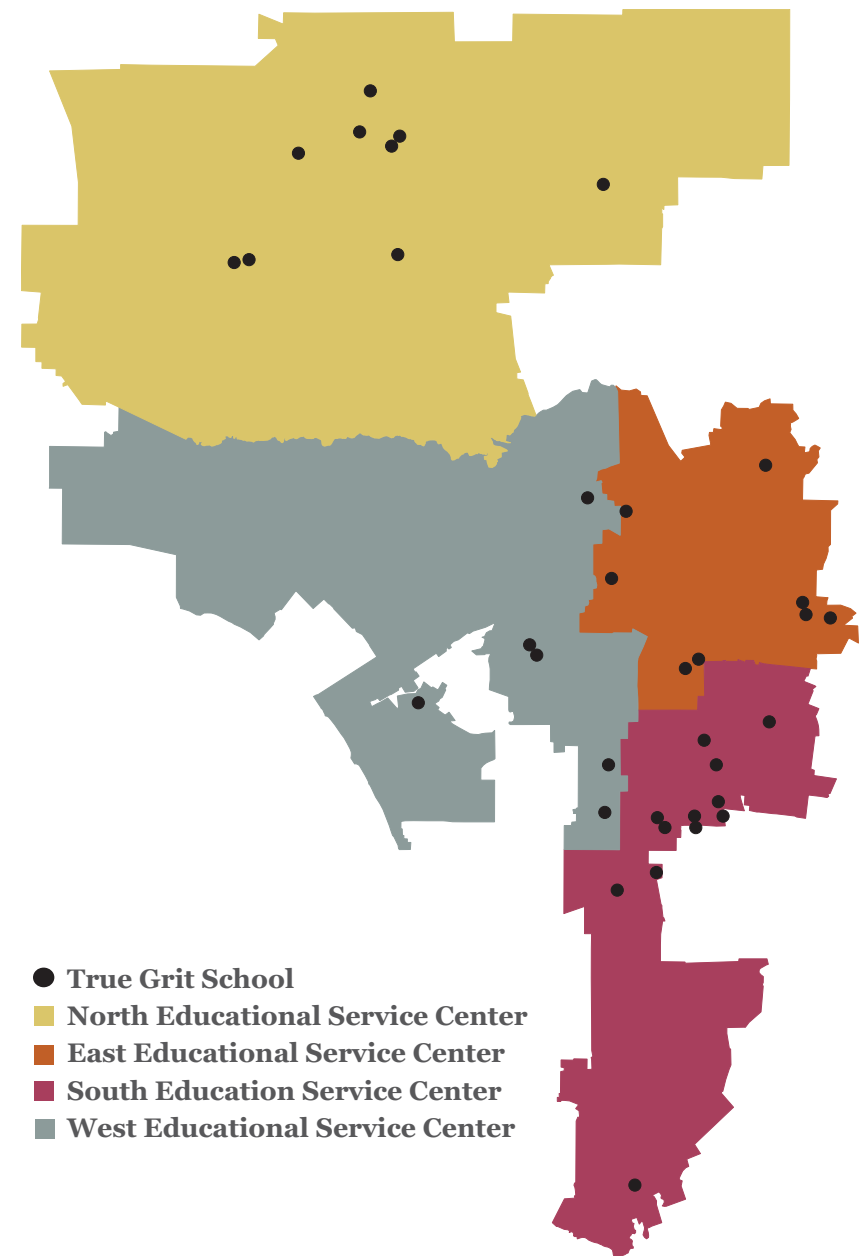 True Grit School
North Educational Service Center
East Educational Service Center
South Education Service Center
West Educational Service Center